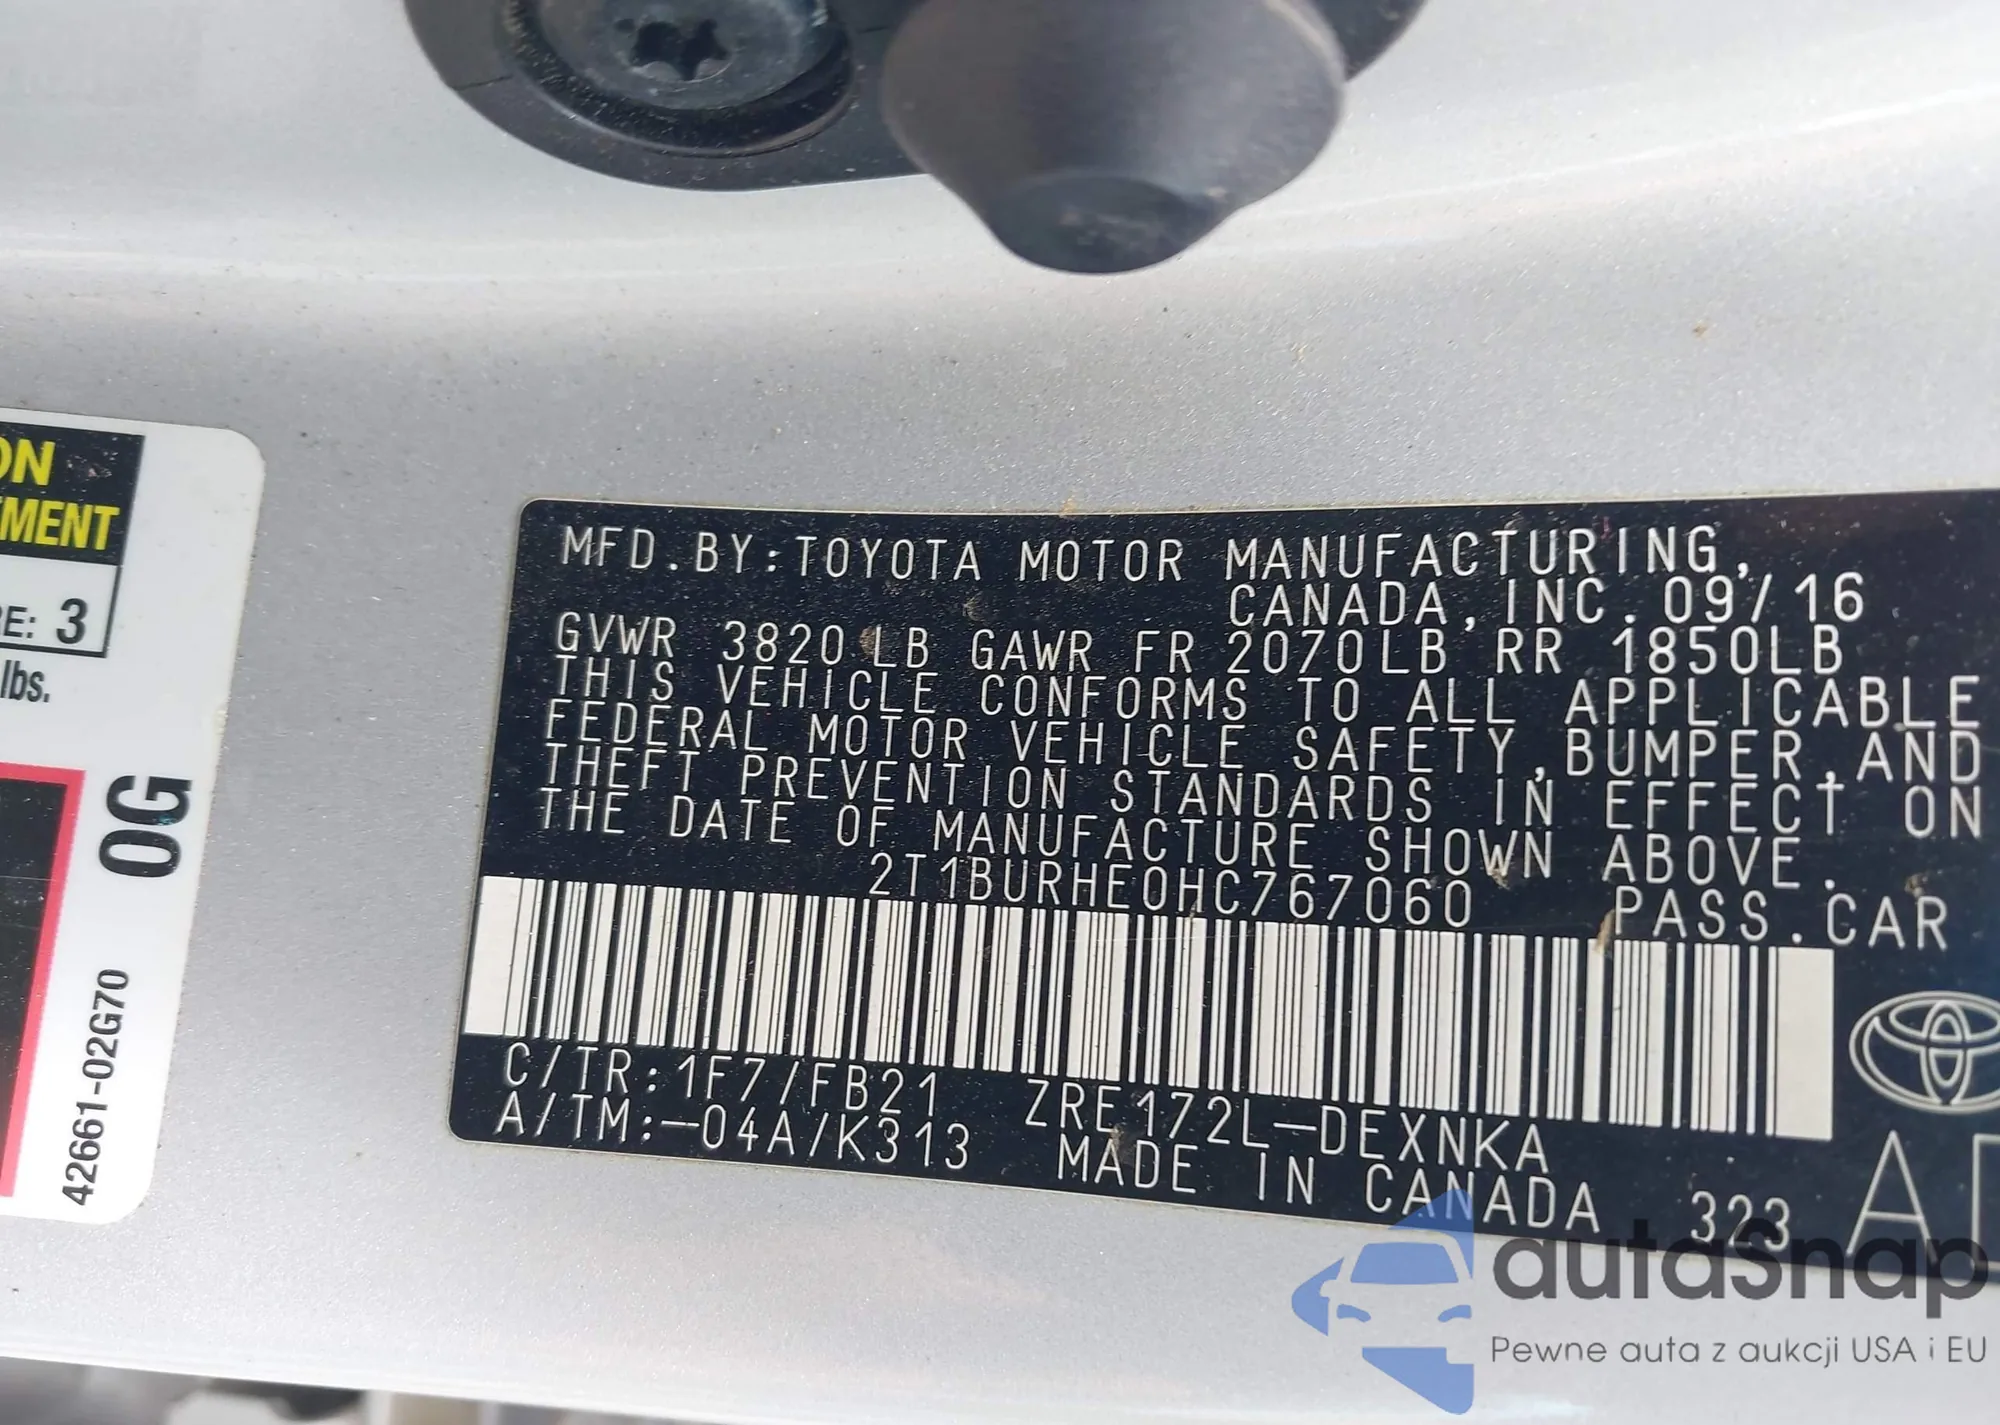 MFD.BY:TOYOTA MOTOR MANUFACTURING,
CANADA,INC.09/16
GVWR 3820LB GAWR FR 2070LB RR 1850LB
THIS VEHICLE CONFORMS TO ALL APPLICABLE
FEDERAL MOTOR VEHICLE SAFETY,BUMPER,AND
THEFT PREVENTION STANDARDS IN EFFECT ON
THE DATE OF MANUFACTURE SHOWN ABOVE.
2T1BURHE0HC767060 PASS.CAR
C/TR:1F7/FB21 ZRE172L-DEXNKA
A/TM:-04A/K313 MADE IN CANADA 323
ON
EMENT
RE: 3
lbs.
0G
42661-02G70
autasnap
Pewne auta z aukcji USA i EU